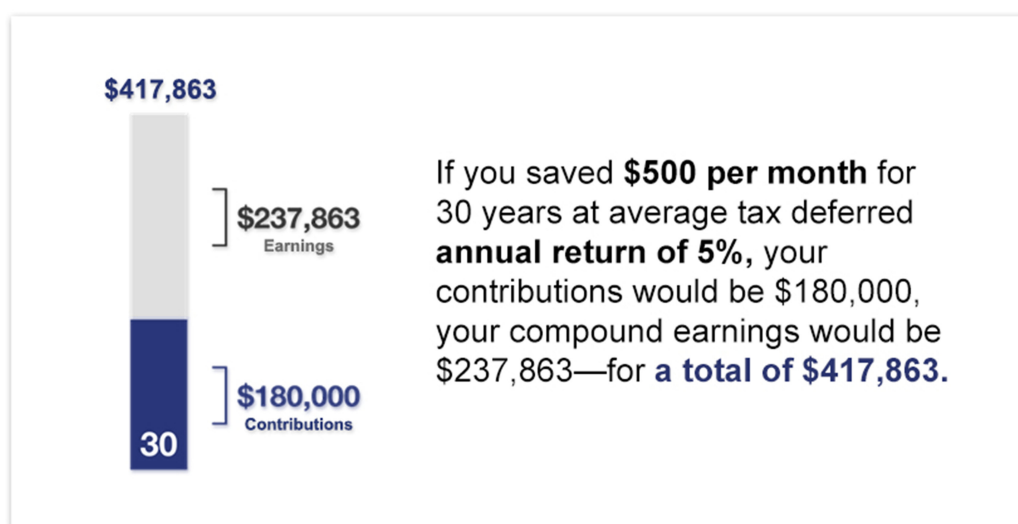 $417,863
$237,863
Earnings
$180,000
Contributions
30
If you saved $500 per month for
30 years at average tax deferred
annual return of 5%, your
contributions would be $180,000,
your compound earnings would be
$237,863—for a total of $417,863.